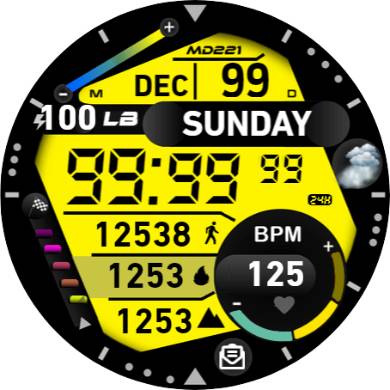 +
MD221
- M DEC 99 D
100 LB
SUNDAY
99:99 99
24H
12538
BPM
1253
125
+
-
1253